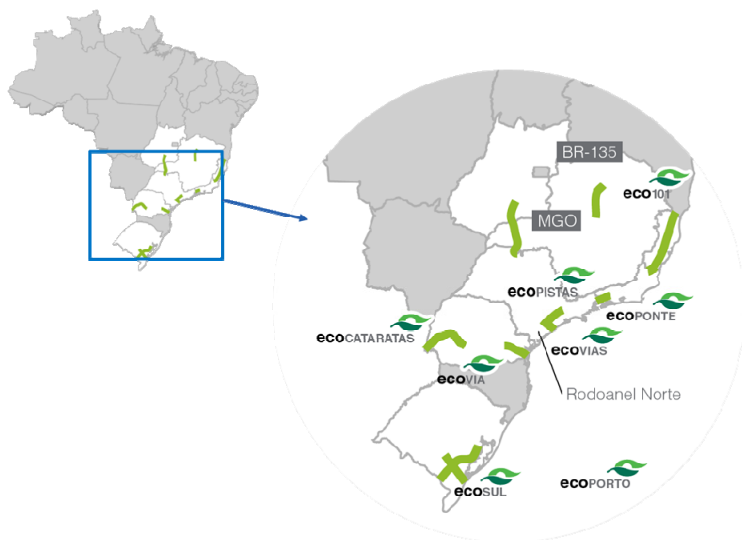 BR-135
eco101
MGO
ecoPISTAS
ecoPONTE
ecoCATARATAS
ecoVIAS
ecoVIA
Rodoanel Norte
ecoSUL
ecoPORTO